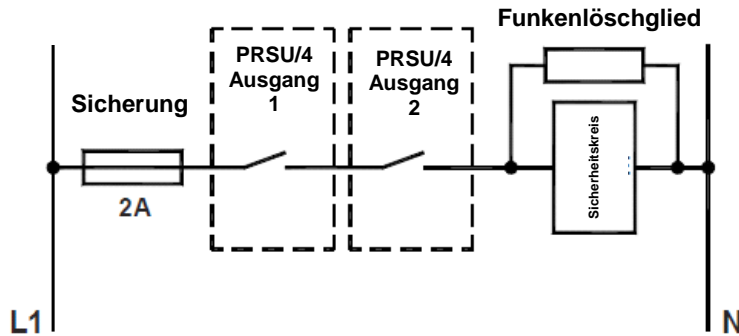 Funkenlöschglied
PRSU/4
Ausgang
1
PRSU/4
Ausgang
2
Sicherung
2A
Sicherheitskreis
L1
N